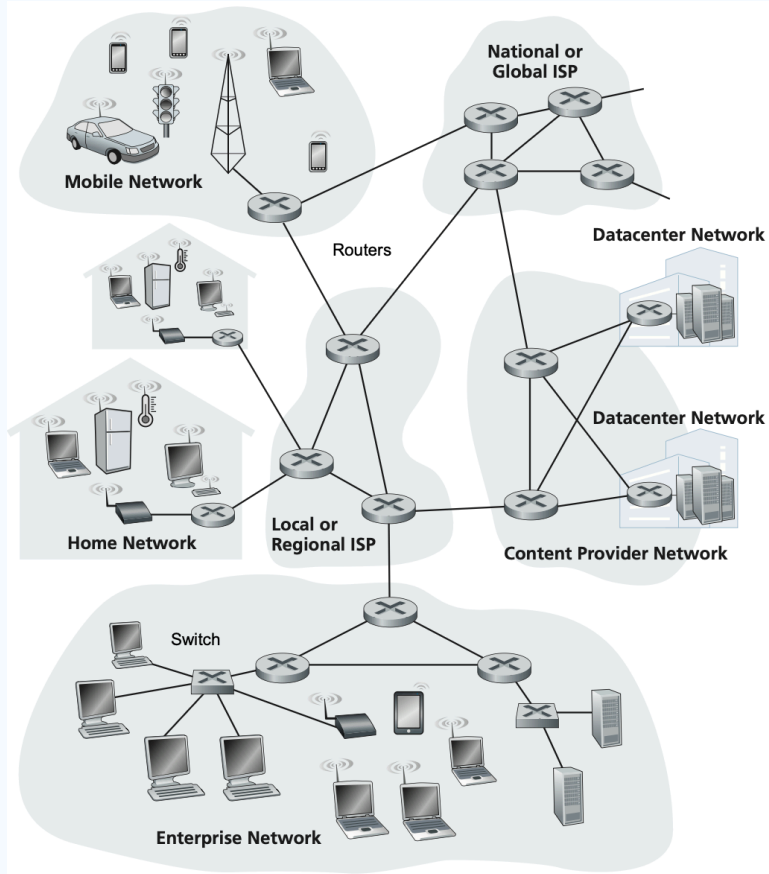 National or
Global ISP
Mobile Network
Routers
Datacenter Network
Datacenter Network
Home Network
Local or
Regional ISP
Content Provider Network
Switch
Enterprise Network